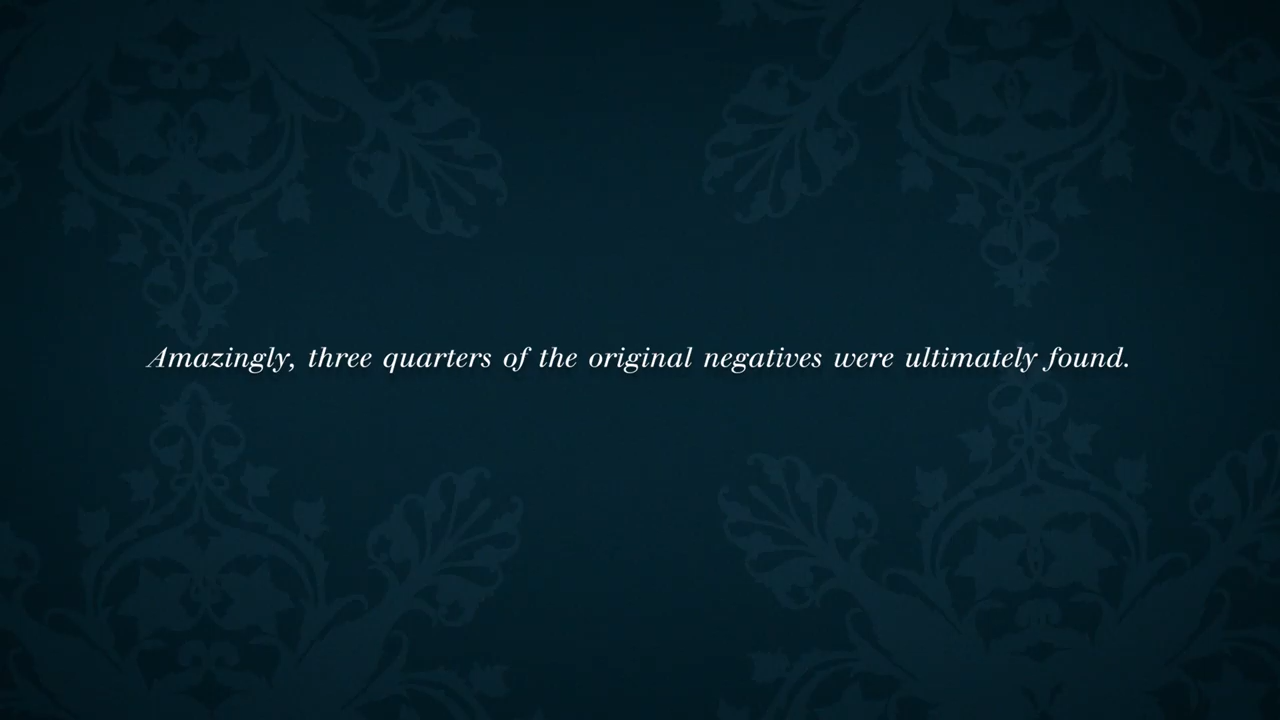 Amazingly, three quarters of the original negatives were ultimately found.